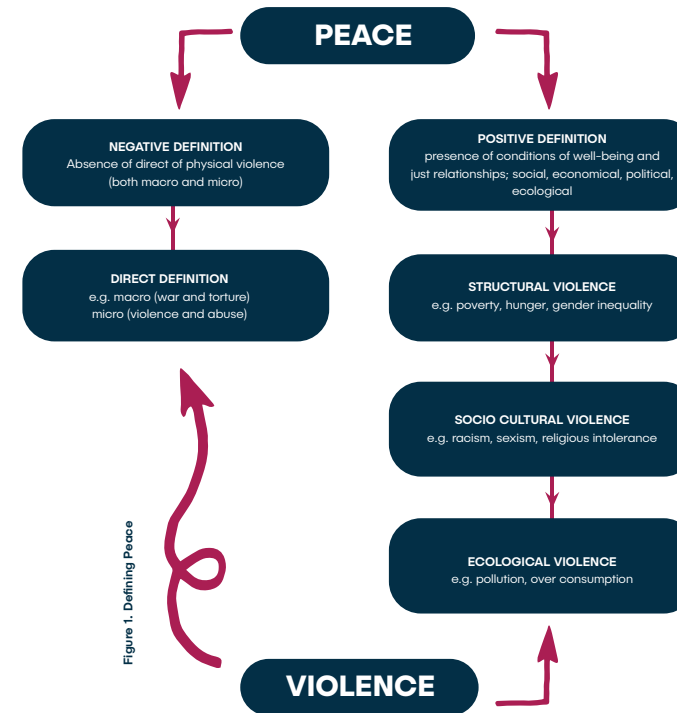 PEACE
NEGATIVE DEFINITION
Absence of direct of physical violence
(both macro and micro)
POSITIVE DEFINITION
presence of conditions of well-being and
just relationships; social, economical, political,
ecological
DIRECT DEFINITION
e.g. macro (war and torture)
micro (violence and abuse)
STRUCTURAL VIOLENCE
e.g. poverty, hunger, gender inequality
SOCIO CULTURAL VIOLENCE
e.g. racism, sexism, religious intolerance
ECOLOGICAL VIOLENCE
e.g. pollution, over consumption
Figure 1. Defining Peace
VIOLENCE